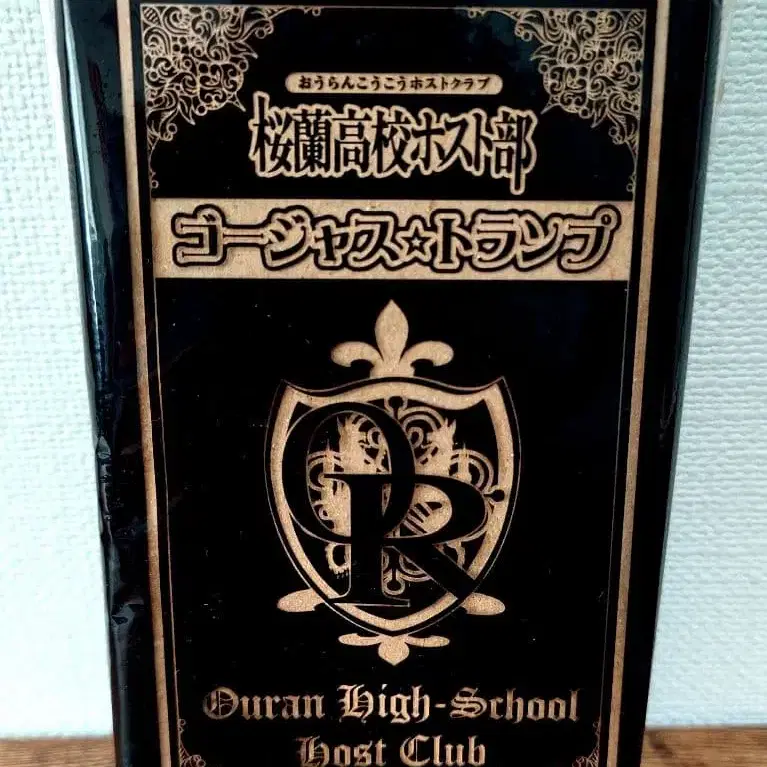 おうらんこうこうホストクラブ
桜蘭高校ホスト部
ゴージャス☆トランプ
OR
Ouran High-School
Host Club